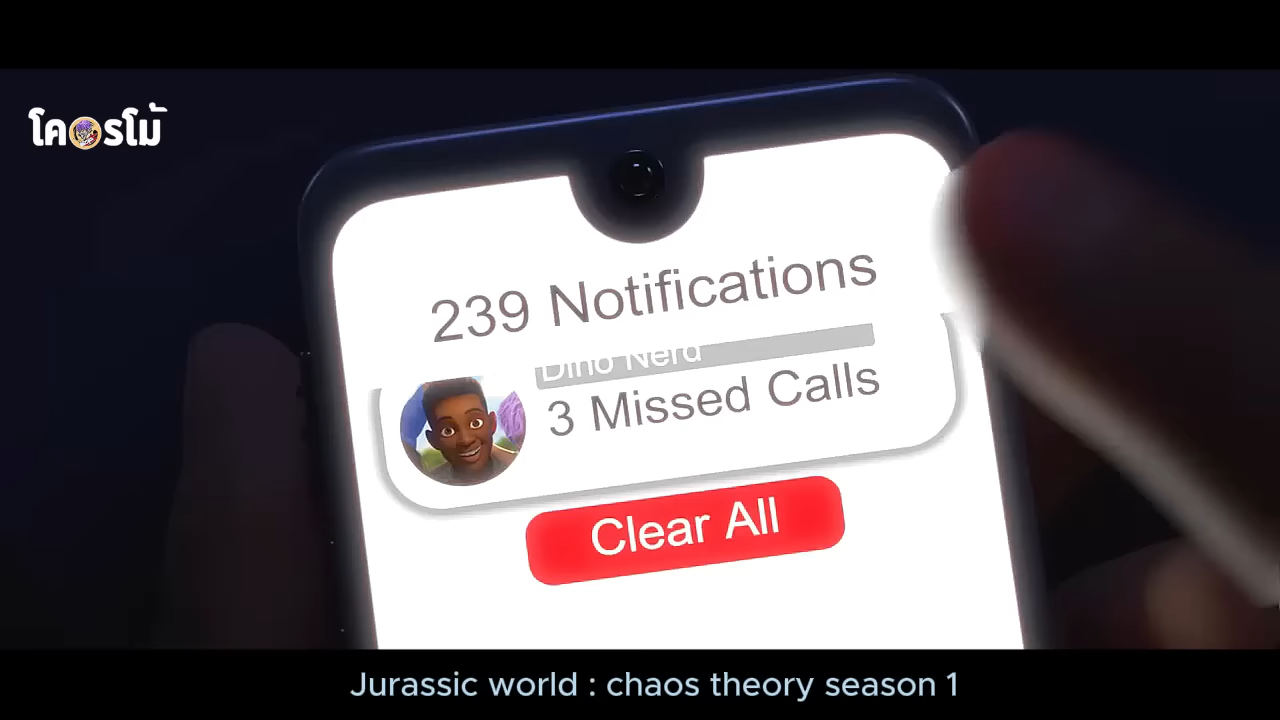 โคตรโม้
239 Notifications
Dino Nerd
3 Missed Calls
Clear All
Jurassic world : chaos theory season 1